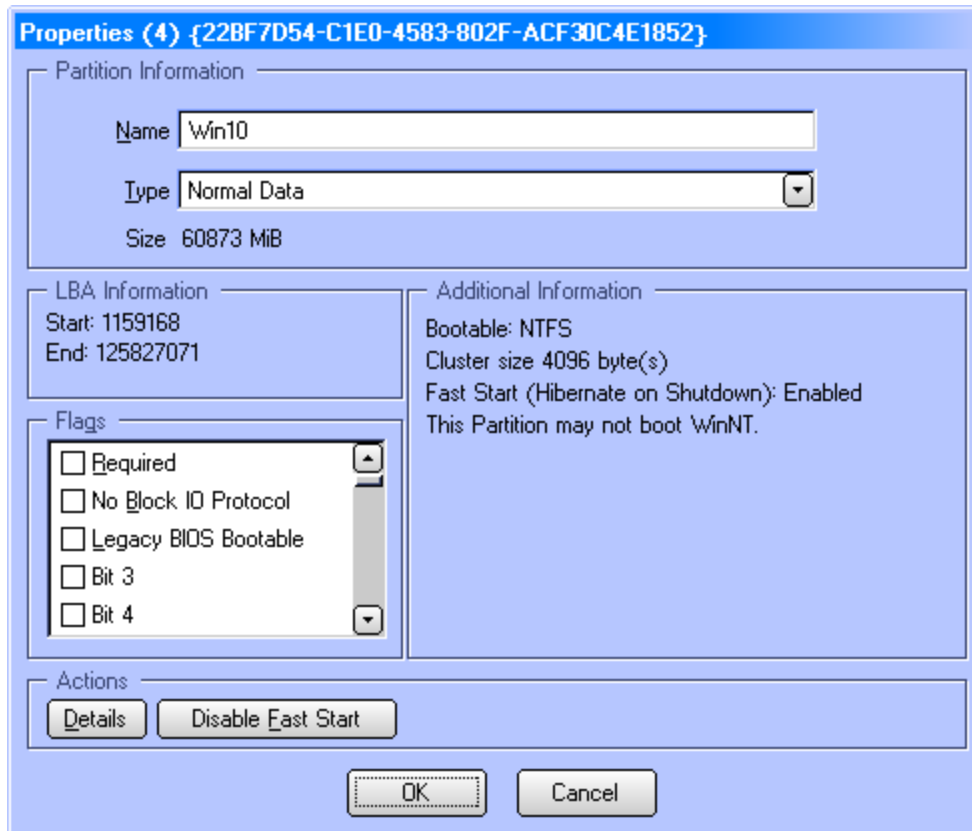 Properties (4) {22BF7D54-C1E0-4583-802F-ACF30C4E1852}
Partition Information
Name Win10
Type Normal Data
Size 60873 MiB
LBA Information
Start: 1159168
End: 125827071
Additional Information
Bootable: NTFS
Cluster size 4096 byte(s)
Fast Start (Hibernate on Shutdown): Enabled
This Partition may not boot WinNT.
Flags
Required
No Block IO Protocol
Legacy BIOS Bootable
Bit 3
Bit 4
Actions
Details Disable Fast Start
OK Cancel